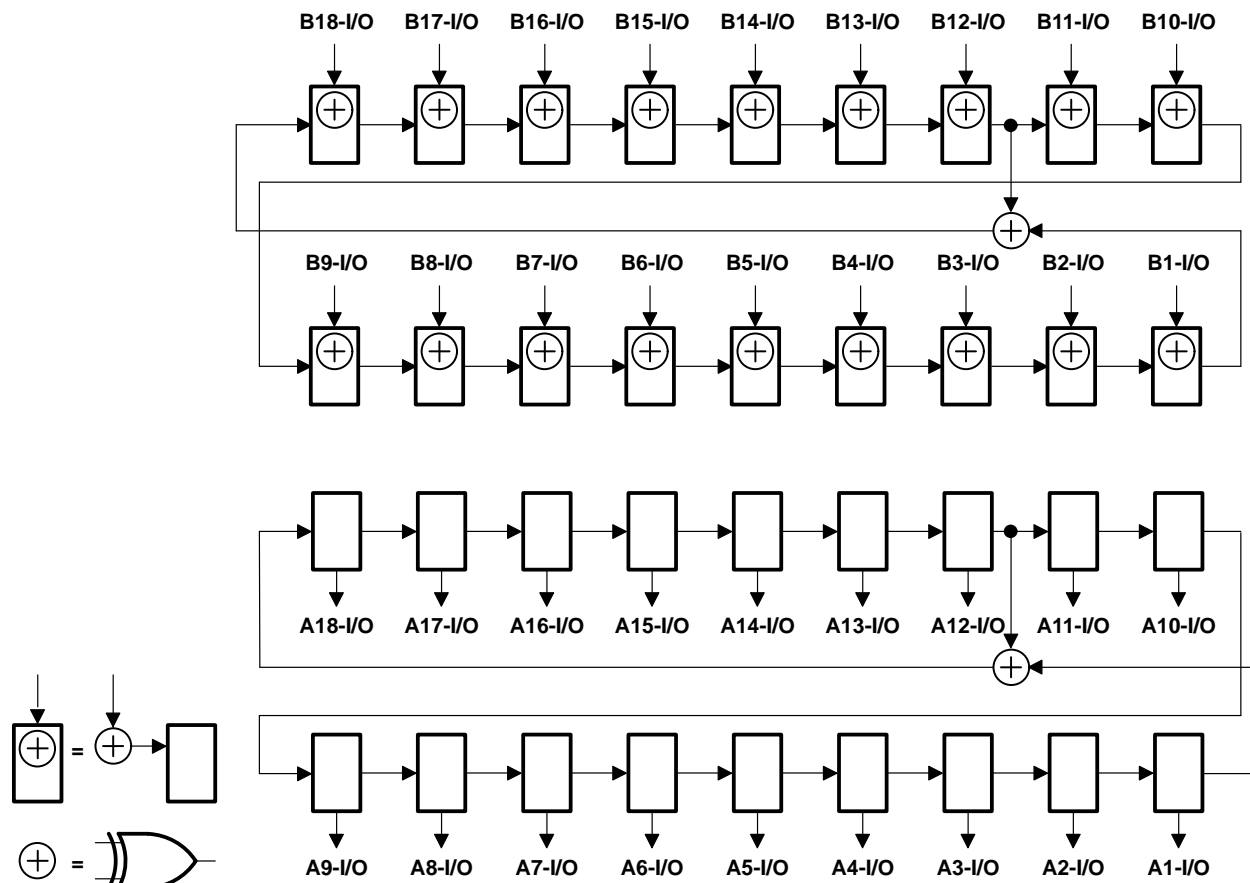 B18-I/O B17-I/O B16-I/O B15-I/O B14-I/O B13-I/O B12-I/O B11-I/O B10-I/O
B9-I/O B8-I/O B7-I/O B6-I/O B5-I/O B4-I/O B3-I/O B2-I/O B1-I/O
A18-I/O A17-I/O A16-I/O A15-I/O A14-I/O A13-I/O A12-I/O A11-I/O A10-I/O
=
=
A9-I/O A8-I/O A7-I/O A6-I/O A5-I/O A4-I/O A3-I/O A2-I/O A1-I/O